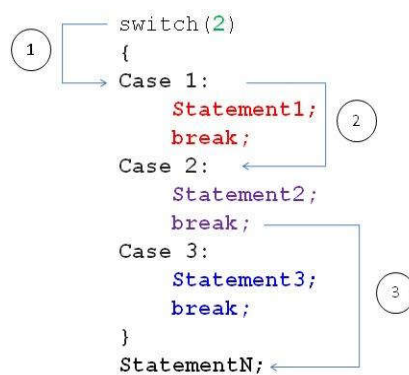 switch(2)
1
{
Case 1:
Statement1;
2
break;
Case 2:
Statement2;
break;
Case 3:
Statement3;
3
break;
}
StatementN;